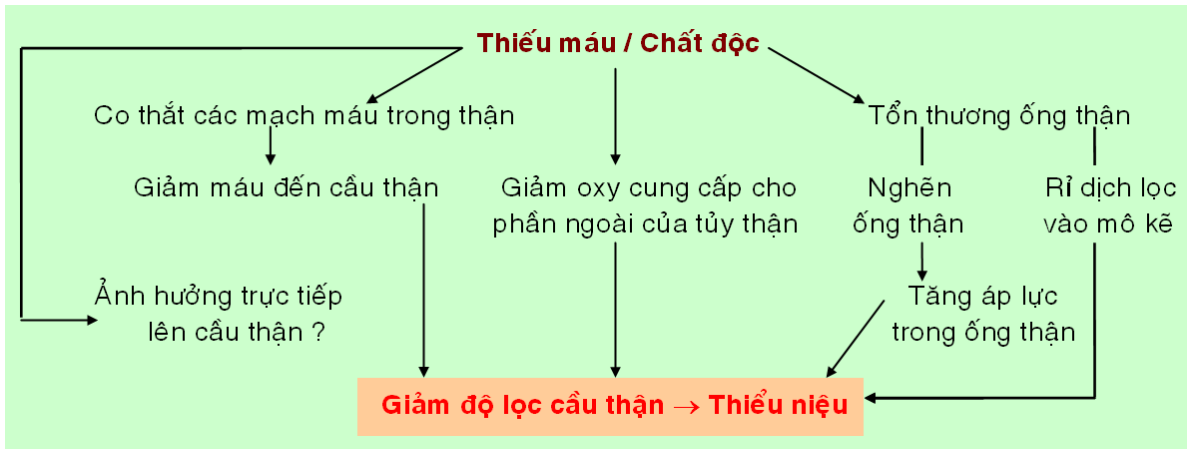 Thiếu máu / Chất độc
Co thắt các mạch máu trong thận
Tổn thương ống thận
Giảm máu đến cầu thận
Giảm oxy cung cấp cho
phần ngoài của tủy thận
Nghẽn
ống thận
Rỉ dịch lọc
vào mô kẽ
Ảnh hưởng trực tiếp
lên cầu thận ?
Tăng áp lực
trong ống thận
Giảm độ lọc cầu thận → Thiểu niệu